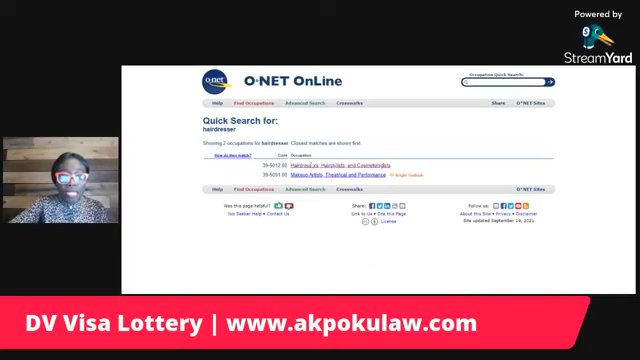 Powered by
StreamYard
o·net
O*NET OnLine
Occupation Quick Search:
Help Find Occupations Advanced Search Crosswalks Share O*NET Sites
Quick Search for:
hairdresser
Showing 2 occupations for hairdresser. Closest matches are shown first.
How do they match? Code Occupation
39-5012.00 Hairdressers, Hairstylists, and Cosmetologists
39-5091.00 Makeup Artists, Theatrical and Performance Bright Outlook
Help Find Occupations Advanced Search Crosswalks O*NET Sites
Was this page helpful? Share: Follow us:
Job Seeker Help • Contact Us Link to Us • Cite this Page About this Site • Privacy • Disclaimer
License Site updated September 14, 2021
DV Visa Lottery | www.akpokulaw.com